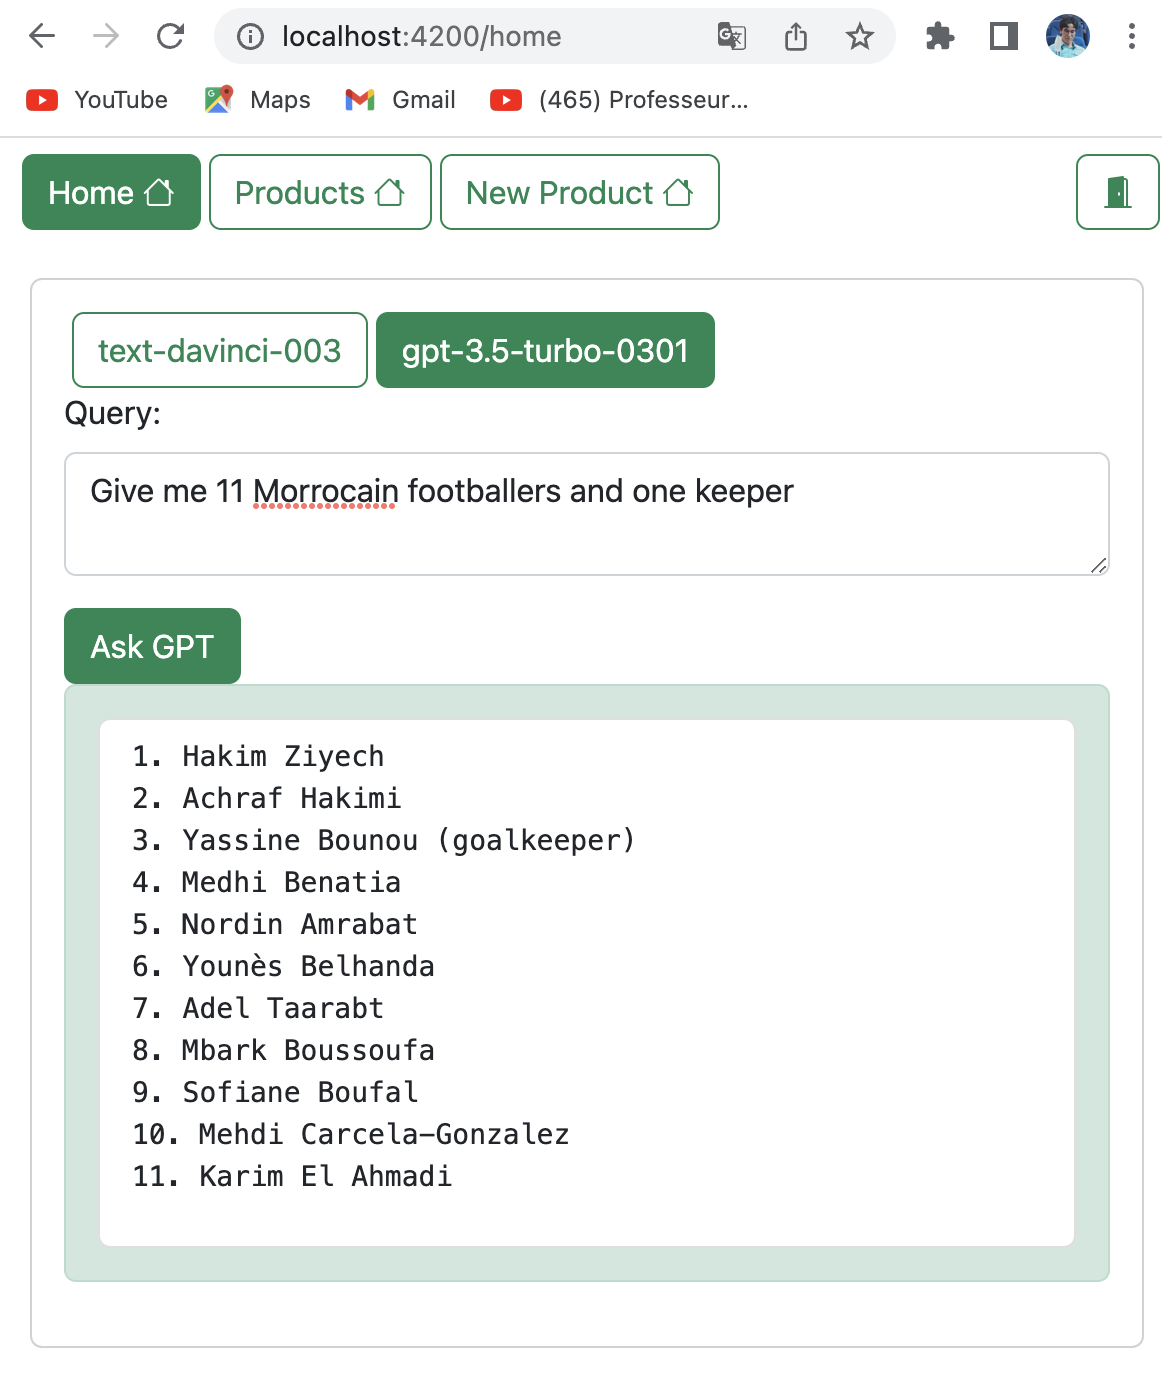 localhost:4200/home
YouTube Maps Gmail (465) Professeur...
Home Products New Product
text-davinci-003 gpt-3.5-turbo-0301
Query:
Give me 11 Morrocain footballers and one keeper
Ask GPT
1. Hakim Ziyech
2. Achraf Hakimi
3. Yassine Bounou (goalkeeper)
4. Medhi Benatia
5. Nordin Amrabat
6. Younès Belhanda
7. Adel Taarabt
8. Mbark Boussoufa
9. Sofiane Boufal
10. Mehdi Carcela-Gonzalez
11. Karim El Ahmadi